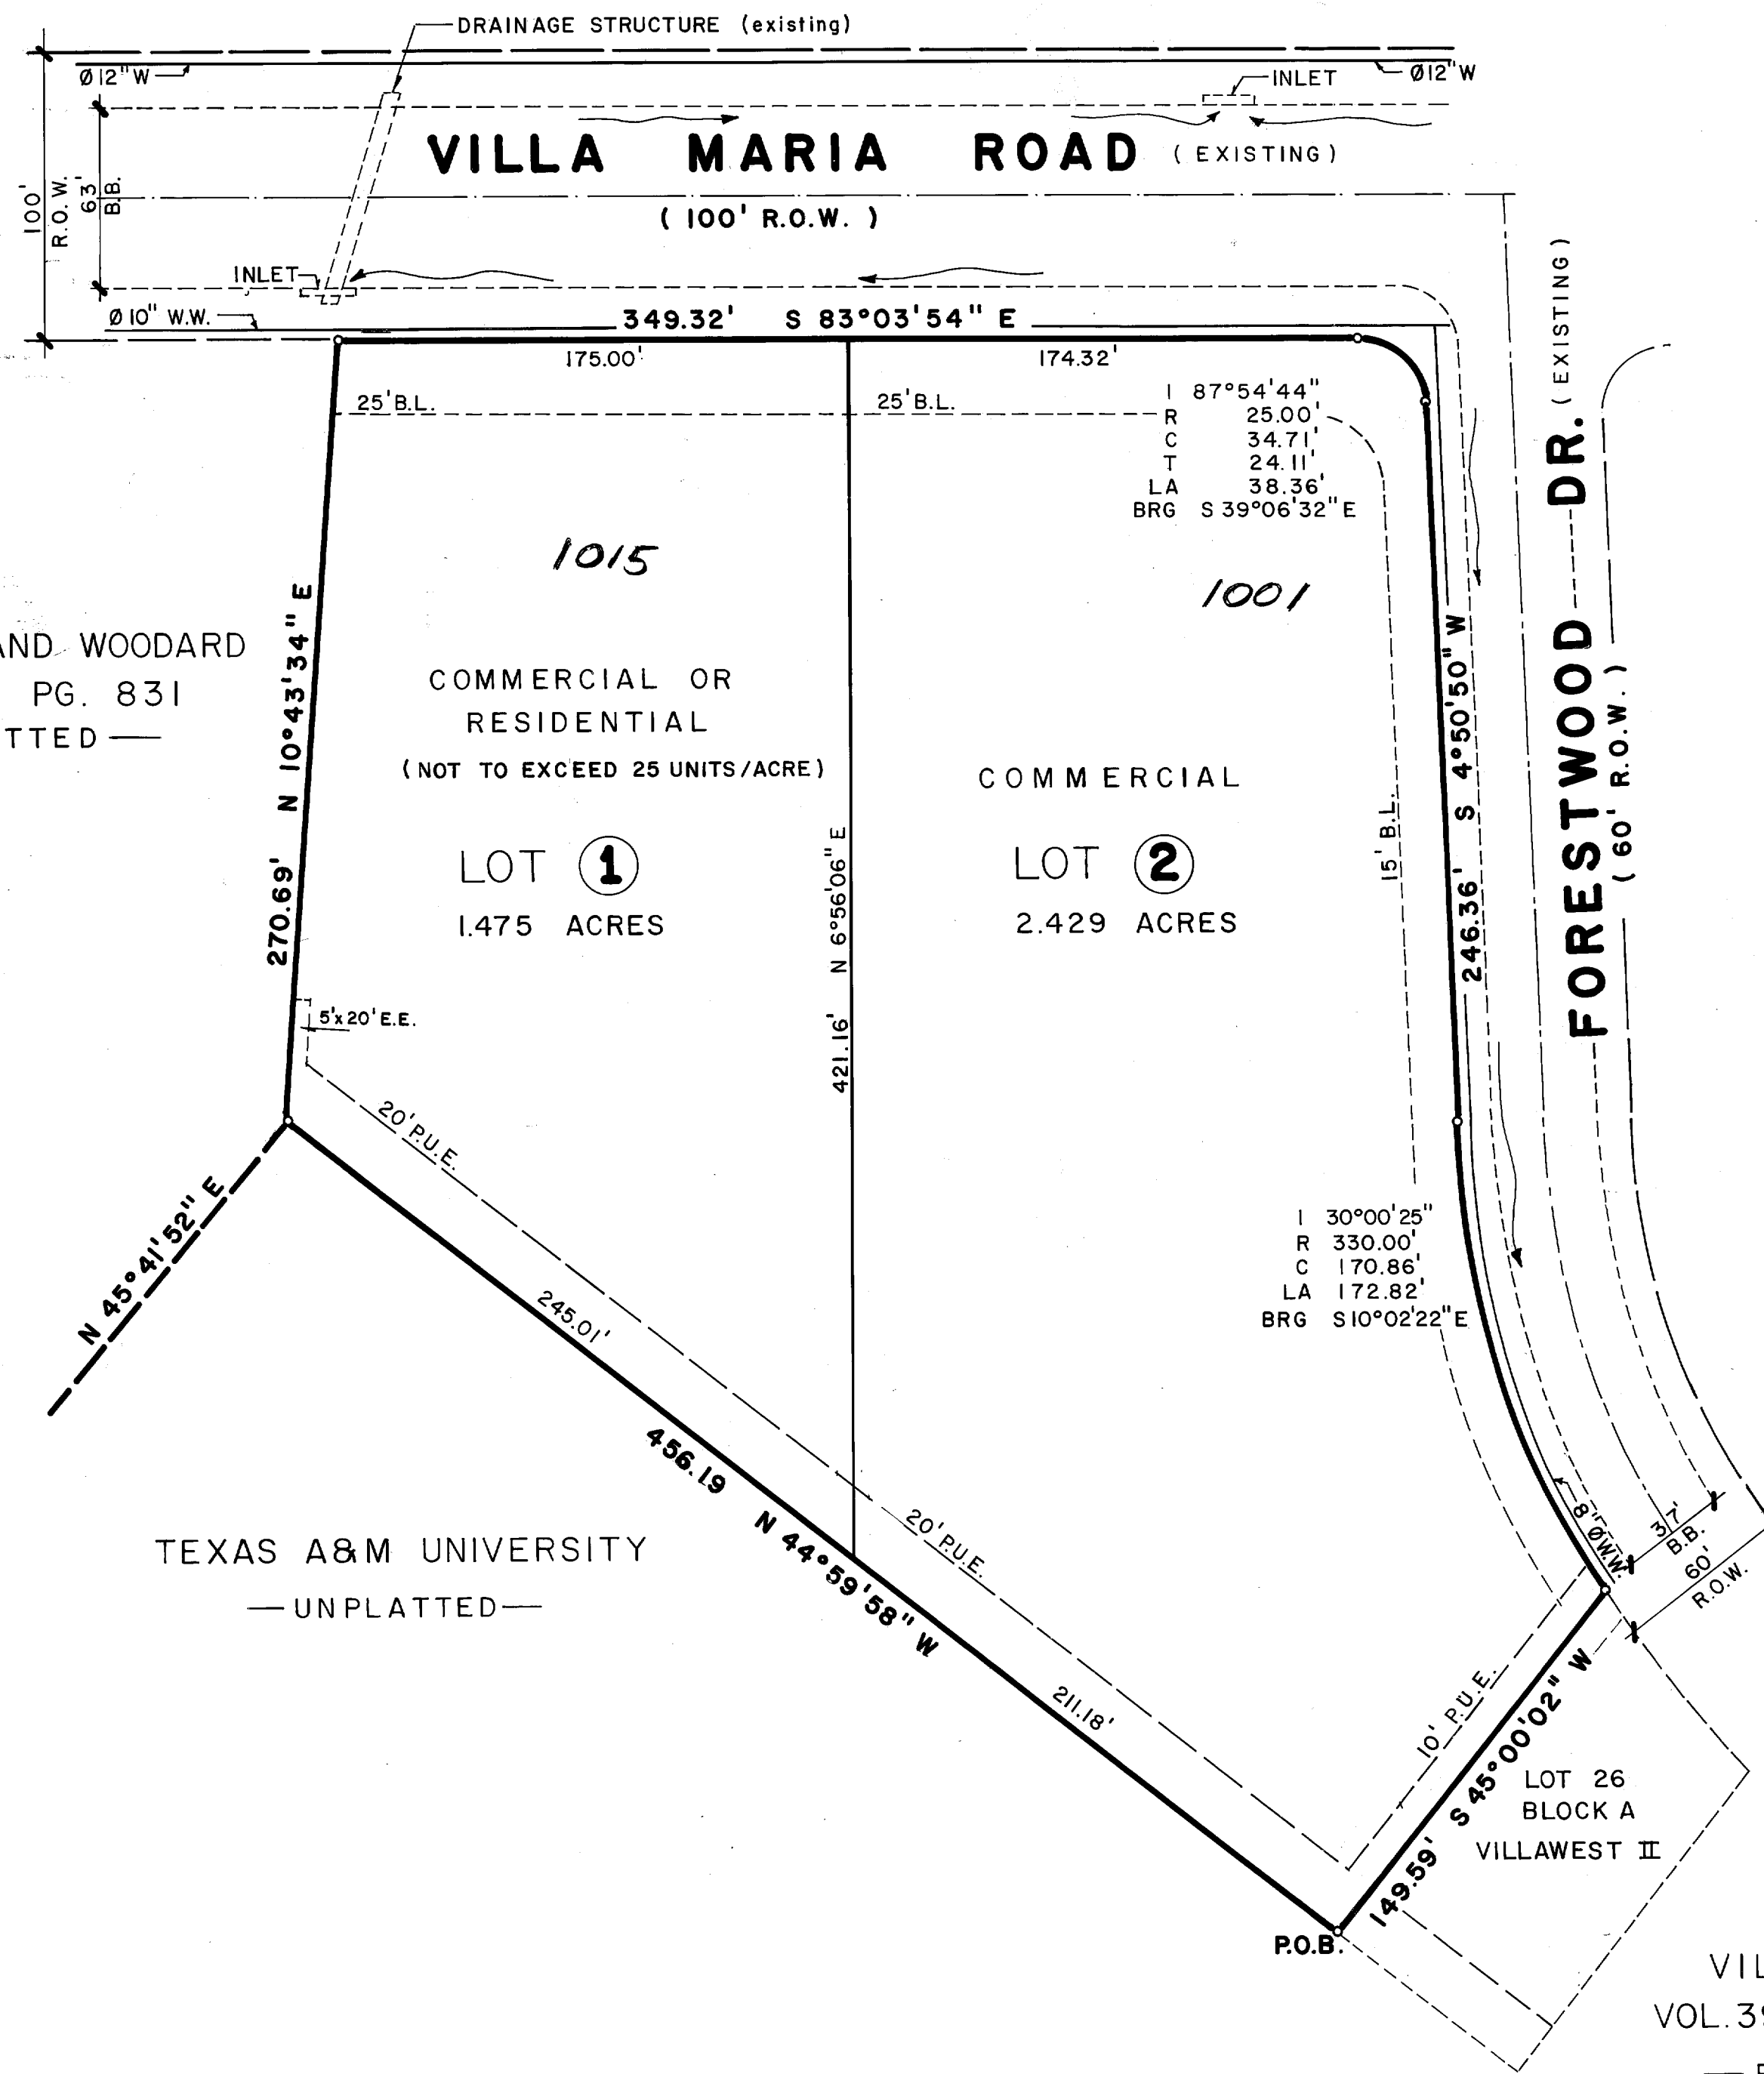 DRAINAGE STRUCTURE (existing)
Ø12"W
INLET
Ø12"W
VILLA MARIA ROAD (EXISTING)
100'
R.O.W.
63'
B.B.
(100' R.O.W.)
INLET
Ø10" W.W.
349.32' S 83°03'54" E
175.00'
174.32'
25' B.L.
25' B.L.
I 87°54'44"
R 25.00'
C 34.71'
T 24.11'
LA 38.36'
BRG S 39°06'32" E
1015
1001
FORESTWOOD DR. (EXISTING)
(60' R.O.W.)
AND WOODARD
PG. 831
TTED —
270.69' N 10°43'34" E
COMMERCIAL OR
RESIDENTIAL
(NOT TO EXCEED 25 UNITS/ACRE)
COMMERCIAL
LOT 1
1.475 ACRES
LOT 2
2.429 ACRES
421.16' N 6°56'06" E
15' B.L.
246.36' S 4°50'50" W
5'x20' E.E.
20' P.U.E.
N 45°41'52" E
I 30°00'25"
R 330.00'
C 170.86'
LA 172.82'
BRG S10°02'22"E
245.01'
456.19 N 44°59'58" W
20' P.U.E.
8" Ø W.W.
37'
B.B.
60'
R.O.W.
TEXAS A&M UNIVERSITY
— UNPLATTED —
211.18'
10' P.U.E.
149.59' S 45°00'02" W
LOT 26
BLOCK A
VILLAWEST II
P.O.B.
VIL
VOL. 39